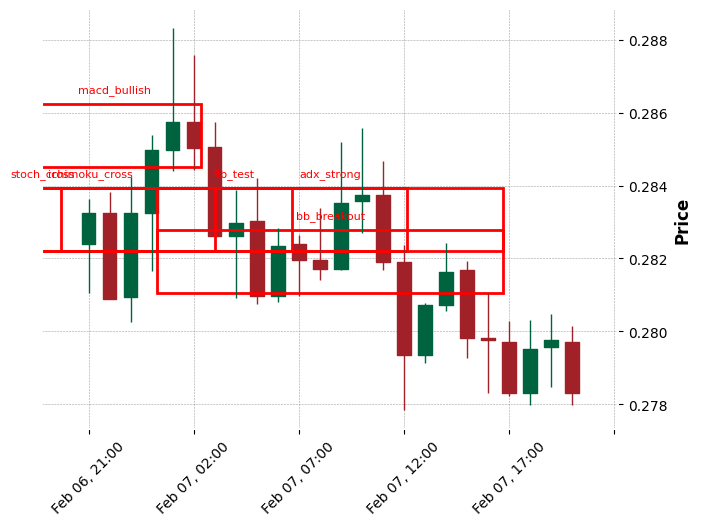 0.288
macd_bullish
0.286
stoch_cross
ichimoku_cross
adx_strong
0.284
bb_breakout
0.282
0.280
0.278
Price
Feb 06, 21:00
Feb 07, 02:00
Feb 07, 07:00
Feb 07, 12:00
Feb 07, 17:00